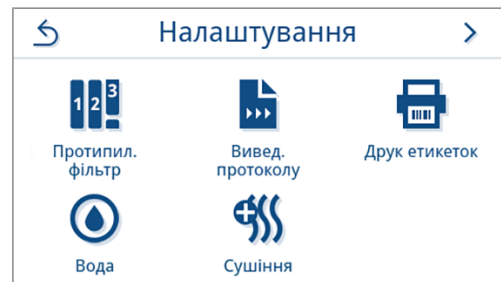 Налаштування
1 2 3
Протипил.
фільтр
Вивед.
протоколу
Друк етикеток
Вода
Сушіння